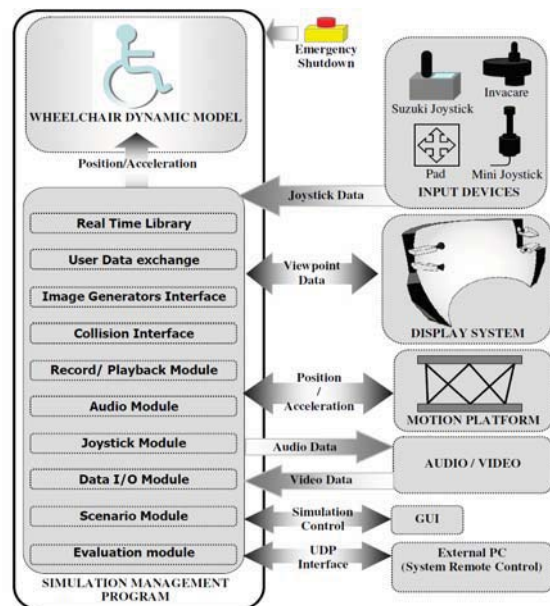 Emergency
Shutdown
WHEELCHAIR DYNAMIC MODEL
Suzuki Joystick
Invacare
Pad
Mini Joystick
INPUT DEVICES
Position/Acceleration
Joystick Data
Real Time Library
User Data exchange
Image Generators Interface
Collision Interface
Record/ Playback Module
Audio Module
Joystick Module
Data I/O Module
Scenario Module
Evaluation module
SIMULATION MANAGEMENT
PROGRAM
Viewpoint
Data
DISPLAY SYSTEM
Position
/
Acceleration
MOTION PLATFORM
Audio Data
Video Data
AUDIO / VIDEO
Simulation
Control
GUI
UDP
Interface
External PC
(System Remote Control)